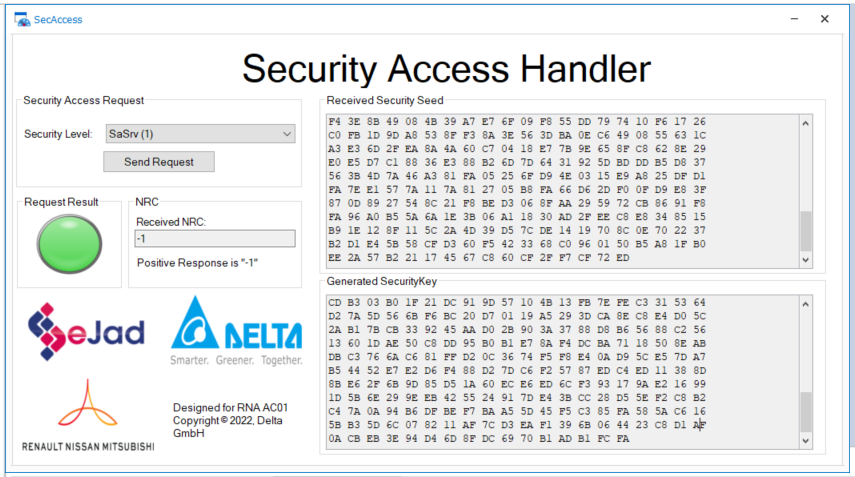 SecAccess
Security Access Handler
Security Access Request
Security Level:
SaSrv (1)
Send Request
Request Result
NRC
Received NRC:
-1
Positive Response is "-1"
eJad
DELTA
Smarter. Greener. Together.
RENAULT NISSAN MITSUBISHI
Designed for RNA AC01
Copyright © 2022, Delta
GmbH
Received Security Seed
F4 3E 8B 49 08 4B 39 A7 E7 6F 09 F8 55 DD 79 74 10 F6 17 26
C0 FB 1D 9D A8 53 8F F3 8A 3E 56 3D BA 0E C6 49 08 55 63 1C
A3 E3 6D 2F EA 8A 4A 60 C7 04 18 E7 7B 9E 65 8F C8 62 8E 29
E0 E5 D7 C1 88 36 E3 88 B2 6D 7D 64 31 92 5D BD DD B5 D8 37
56 3B 4D 7A 46 A3 81 FA 05 25 6F D9 4E 03 15 E9 A8 25 DF D1
FA 7E E1 57 7A 11 7A 81 27 05 B8 FA 66 D6 2D F0 0F D9 E8 3F
87 0D 89 27 54 8C 21 F8 BE D3 06 8F AA 29 59 72 CB 86 91 F8
FA 96 A0 B5 5A 6A 1E 3B 06 A1 18 30 AD 2F EE C8 E8 34 85 15
B9 1E 12 8F 11 5C 2A 4D 39 D5 7C DE 14 19 70 8C 0E 70 22 37
B2 D1 E4 5B 58 CF D3 60 F5 42 33 68 C0 96 01 50 B5 A8 1F B0
EE 2A 57 B2 21 17 45 67 C8 60 CF 2F F7 CF 72 ED
Generated SecurityKey
CD B3 03 B0 1F 21 DC 91 9D 57 10 4B 13 FB 7E FE C3 31 53 64
D2 7A 5D 56 6B F6 BC 20 D7 01 19 A5 29 3D CA 8E C8 E4 D0 5C
2A B1 7B CB 33 92 45 AA D0 2B 90 3A 37 88 D8 B6 56 88 C2 56
13 60 1D AE 50 C8 DD 95 B0 B1 E7 8A F4 DC BA 71 18 50 8E AB
DB C3 76 6A C6 81 FF D2 0C 36 74 F5 F8 E4 0A D9 5C E5 7D A7
B5 44 52 E7 E2 D6 F4 88 D2 7D C6 F2 57 87 ED C4 ED 11 38 8D
8B E6 2F 6B 9D 85 D5 1A 60 EC E6 ED 6C F3 93 17 9A E2 16 99
1D 5B 6E 29 9E EB 42 55 24 91 7D E4 3B CC 28 D5 5E F2 C8 B2
C4 7A 0A 94 B6 DF BE F7 BA A5 5D 45 F5 C3 85 FA 58 5A C6 16
5B B3 5D 6C 07 82 11 AF 7C D3 EA F1 39 6B 06 44 23 C8 D1 AF
0A CB EB 3E 94 D4 6D 8F DC 69 70 B1 AD B1 FC FA